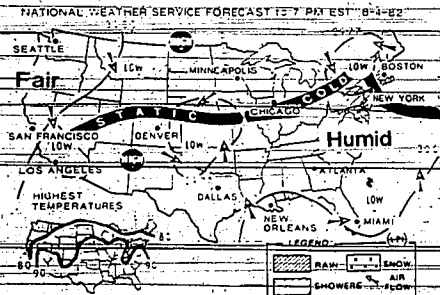 NATIONAL WEATHER SERVICE FORECAST to 7 PM EST 8-4-82
SEATTLE
LOW
MINNEAPOLIS
LOW
BOSTON
Fair
COLD
NEW YORK
STATIC
CHICAGO
SAN FRANCISCO
DENVER
Humid
LOW
LOW
LOS ANGELES
ATLANTA
HIGHEST
TEMPERATURES
DALLAS
LOW
NEW
ORLEANS
MIAMI
80
80
90
90
LEGEND
RAIN
SNOW
SHOWERS
AIR
FLOW